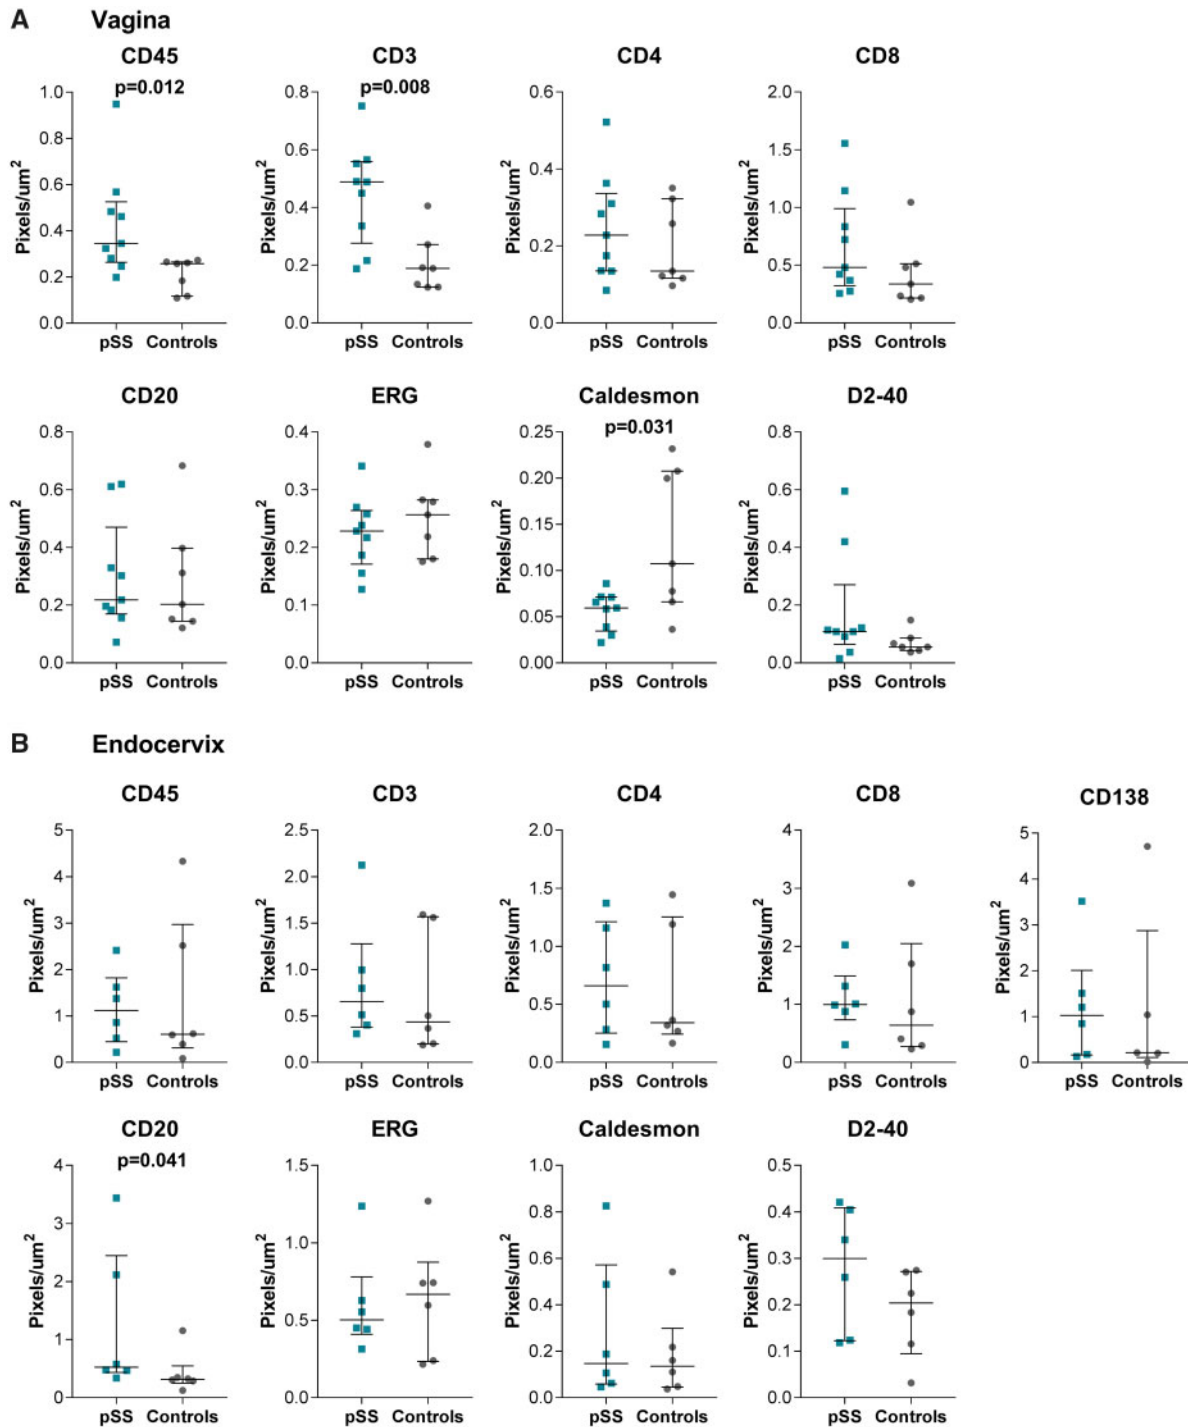 A Vagina
CD45 CD3 CD4 CD8
p=0.012 p=0.008
Pixels/um² Pixels/um² Pixels/um² Pixels/um²
1.0 0.8 0.6 2.0
0.8 0.6 0.4 1.5
0.6 0.4 0.2 1.0
0.4 0.2 0.0 0.5
0.2 0.0 0.0
0.0
pSS Controls pSS Controls pSS Controls pSS Controls
CD20 ERG Caldesmon D2-40
p=0.031
Pixels/um² Pixels/um² Pixels/um² Pixels/um²
0.8 0.4 0.25 0.8
0.6 0.3 0.20 0.6
0.4 0.2 0.15 0.4
0.2 0.1 0.10 0.2
0.0 0.0 0.05 0.0
0.00
pSS Controls pSS Controls pSS Controls pSS Controls
B Endocervix
CD45 CD3 CD4 CD8 CD138
Pixels/um² Pixels/um² Pixels/um² Pixels/um² Pixels/um²
5 2.5 2.0 4 5
4 2.0 1.5 3 4
3 1.5 1.0 2 3
2 1.0 0.5 1 2
1 0.5 0.0 0 1
0 0.0 0
pSS Controls pSS Controls pSS Controls pSS Controls pSS Controls
CD20 ERG Caldesmon D2-40
p=0.041
Pixels/um² Pixels/um² Pixels/um² Pixels/um²
4 1.5 1.0 0.5
3 1.0 0.8 0.4
2 0.5 0.6 0.3
1 0.0 0.4 0.2
0 0.2 0.1
0.0 0.0
pSS Controls pSS Controls pSS Controls pSS Controls